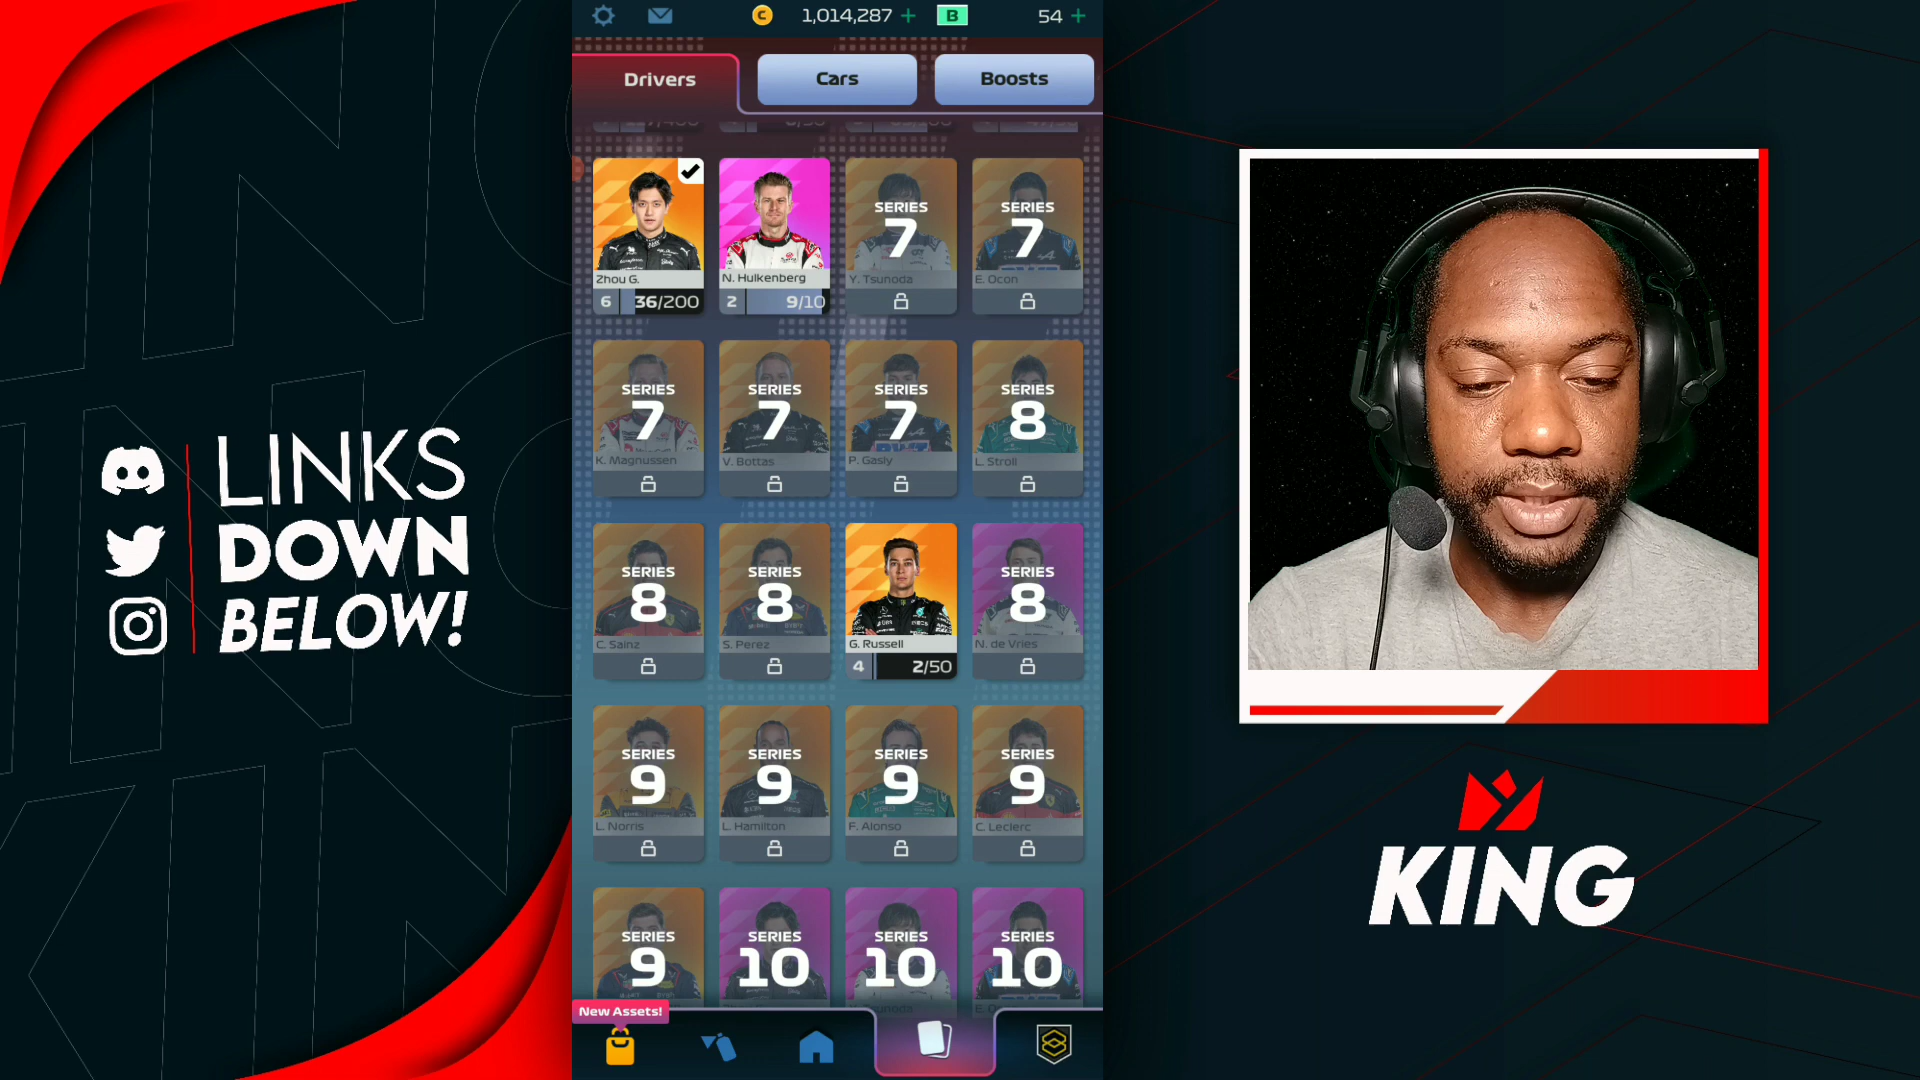 1,014,287 + B 54 +
Drivers Cars Boosts
Zhou G. N. Hulkenberg Y. Tsunoda E. Ocon
SERIES 7 SERIES 7
6 36/200 2 9/10
SERIES 7 SERIES 7 SERIES 7 SERIES 8
K. Magnussen V. Bottas P. Gasly L. Stroll
SERIES 8 SERIES 8 SERIES 8
C. Sainz S. Perez G. Russell N. de Vries
4 2/50
SERIES 9 SERIES 9 SERIES 9 SERIES 9
L. Norris L. Hamilton F. Alonso C. Leclerc
SERIES 9 SERIES 10 SERIES 10 SERIES 10
New Assets!
LINKS
DOWN
BELOW!
KING